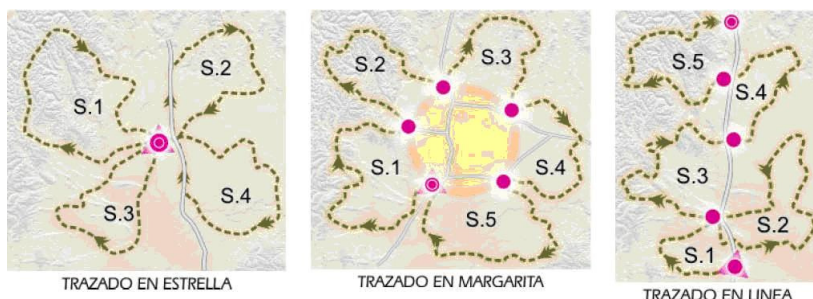 S.1
S.2
S.3
S.4
TRAZADO EN ESTRELLA
S.2
S.3
S.1
S.4
S.5
TRAZADO EN MARGARITA
S.5
S.4
S.3
S.2
S.1
TRAZADO EN LINEA